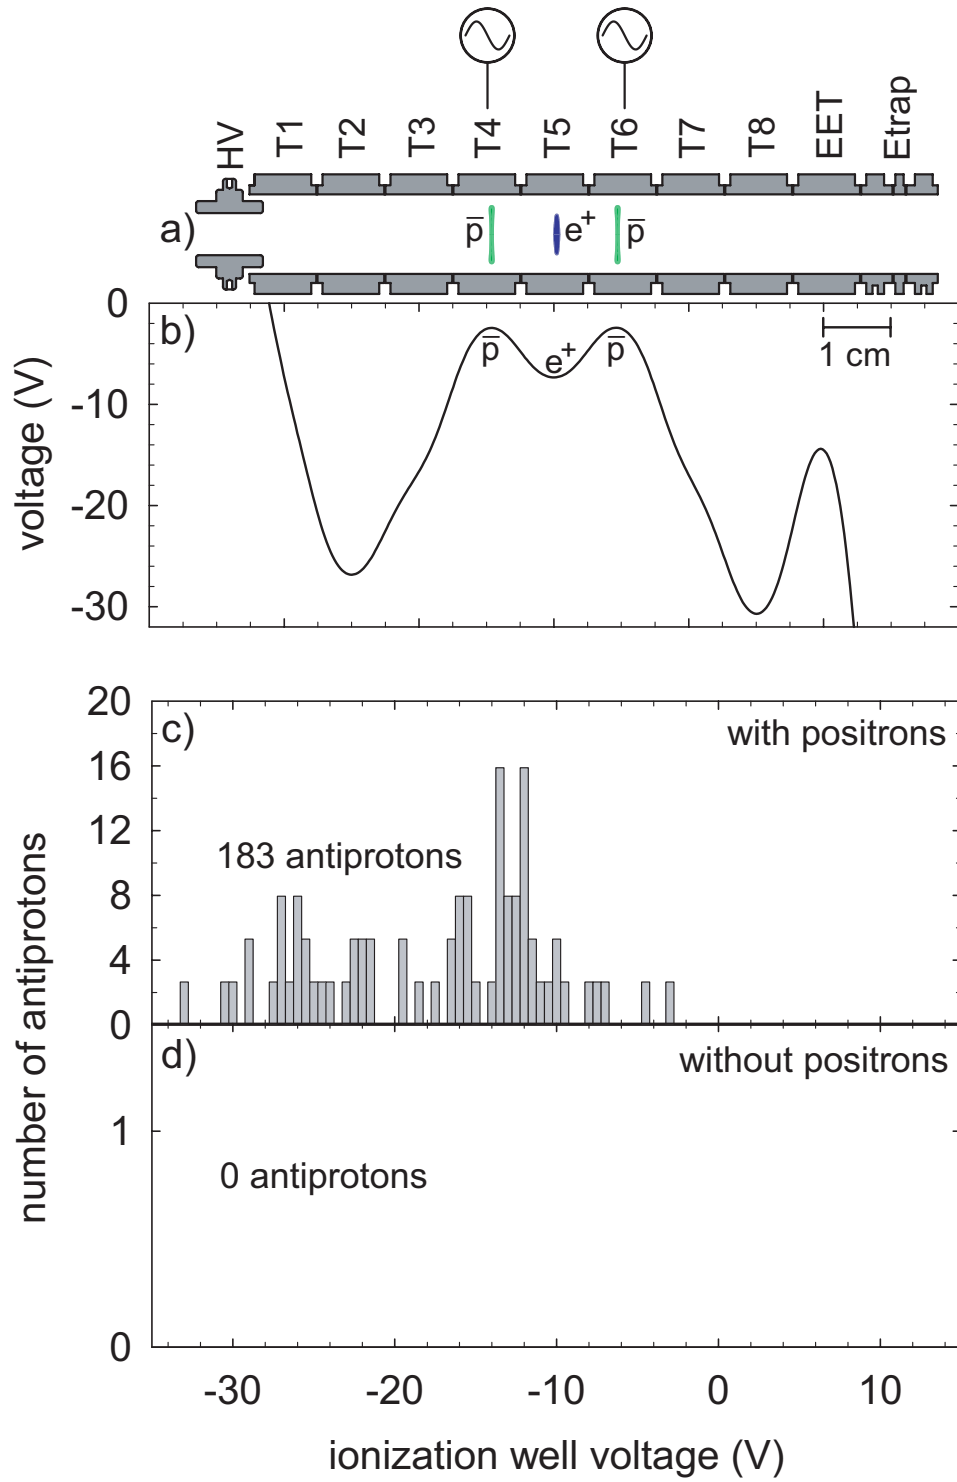 HV T1 T2 T3 T4 T5 T6 T7 T8 EET Etrap
a) p̅ e⁺ p̅
0 b) p̅ e⁺ p̅ 1 cm
-10
-20
-30
voltage (V)
20 c) with positrons
16
12
183 antiprotons
8
4
0
d) without positrons
1
0 antiprotons
0
number of antiprotons
-30 -20 -10 0 10
ionization well voltage (V)